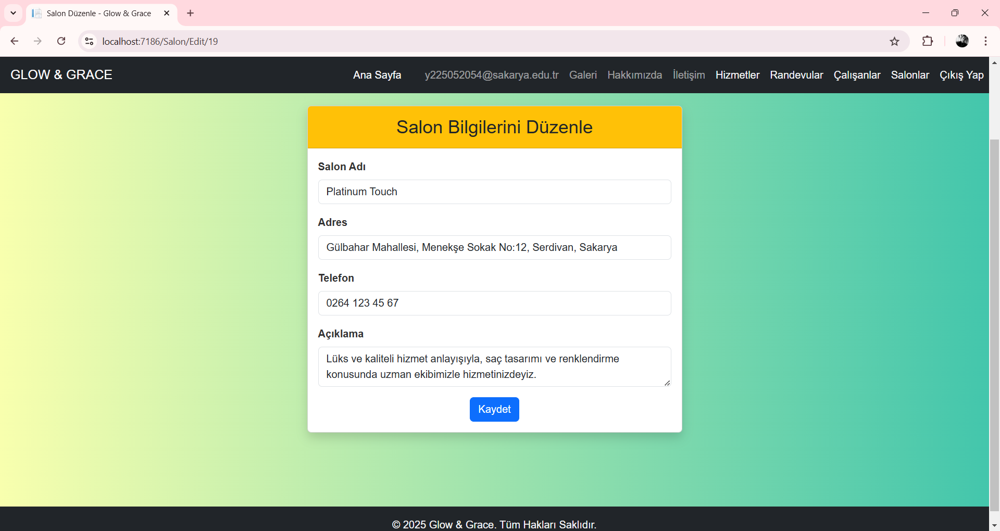 Salon Düzenle - Glow & Grace
localhost:7186/Salon/Edit/19
GLOW & GRACE
Ana Sayfa y225052054@sakarya.edu.tr Galeri Hakkımızda İletişim Hizmetler Randevular Çalışanlar Salonlar Çıkış Yap
Salon Bilgilerini Düzenle
Salon Adı
Platinum Touch
Adres
Gülbahar Mahallesi, Menekşe Sokak No:12, Serdivan, Sakarya
Telefon
0264 123 45 67
Açıklama
Lüks ve kaliteli hizmet anlayışıyla, saç tasarımı ve renklendirme
konusunda uzman ekibimizle hizmetinizdeyiz.
Kaydet
© 2025 Glow & Grace. Tüm Hakları Saklıdır.